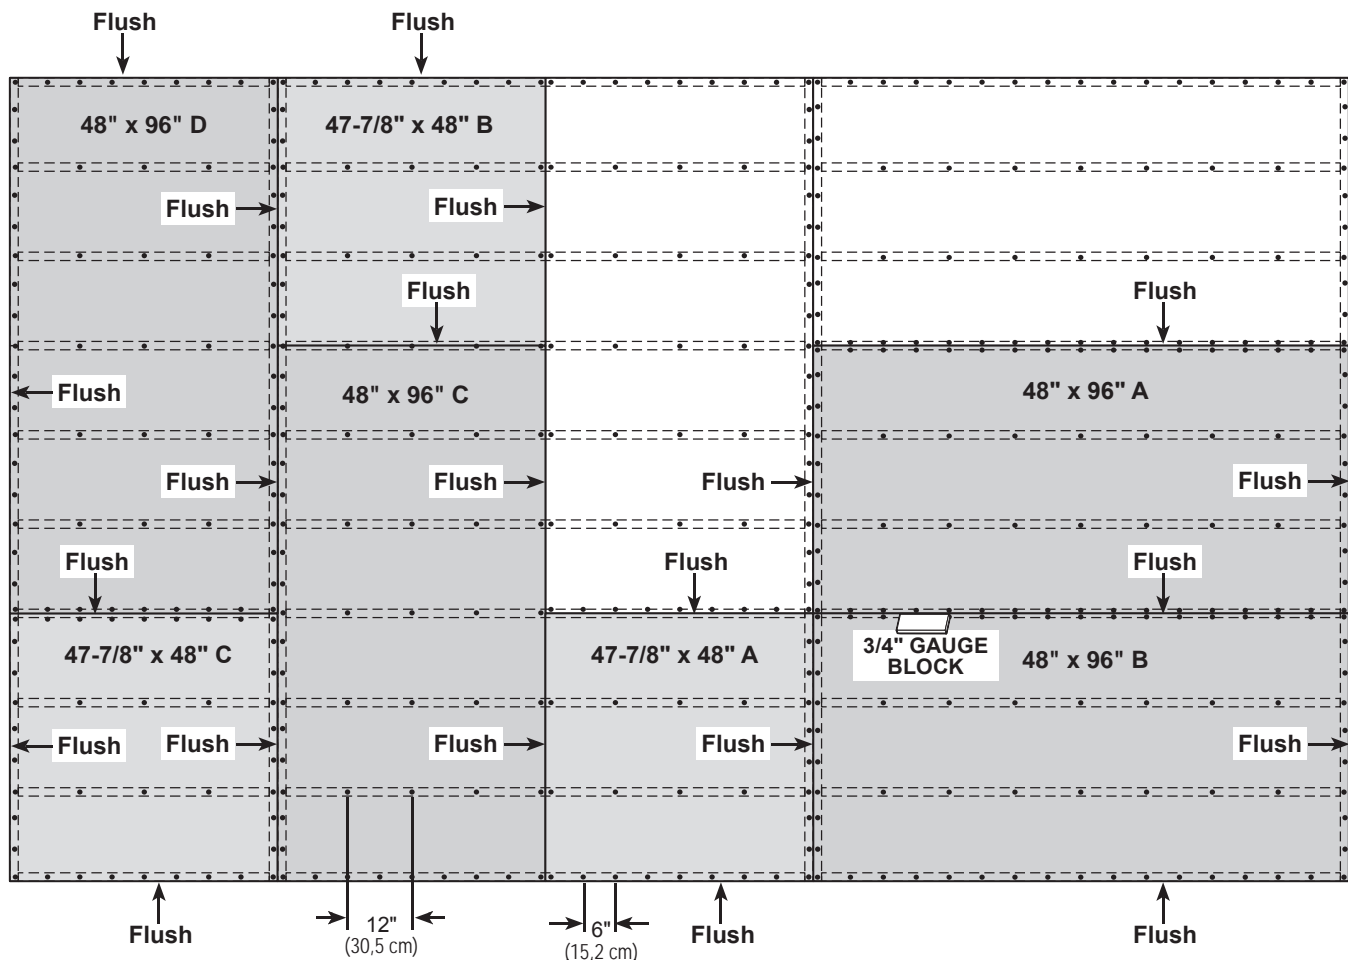 Flush
Flush
48" x 96" D
47-7/8" x 48" B
Flush
Flush
Flush
Flush
Flush
48" x 96" C
48" x 96" A
Flush
Flush
Flush
Flush
Flush
Flush
Flush
47-7/8" x 48" C
47-7/8" x 48" A
3/4" GAUGE
BLOCK
48" x 96" B
Flush
Flush
Flush
Flush
Flush
12"
(30,5 cm)
6"
(15,2 cm)
Flush
Flush
Flush